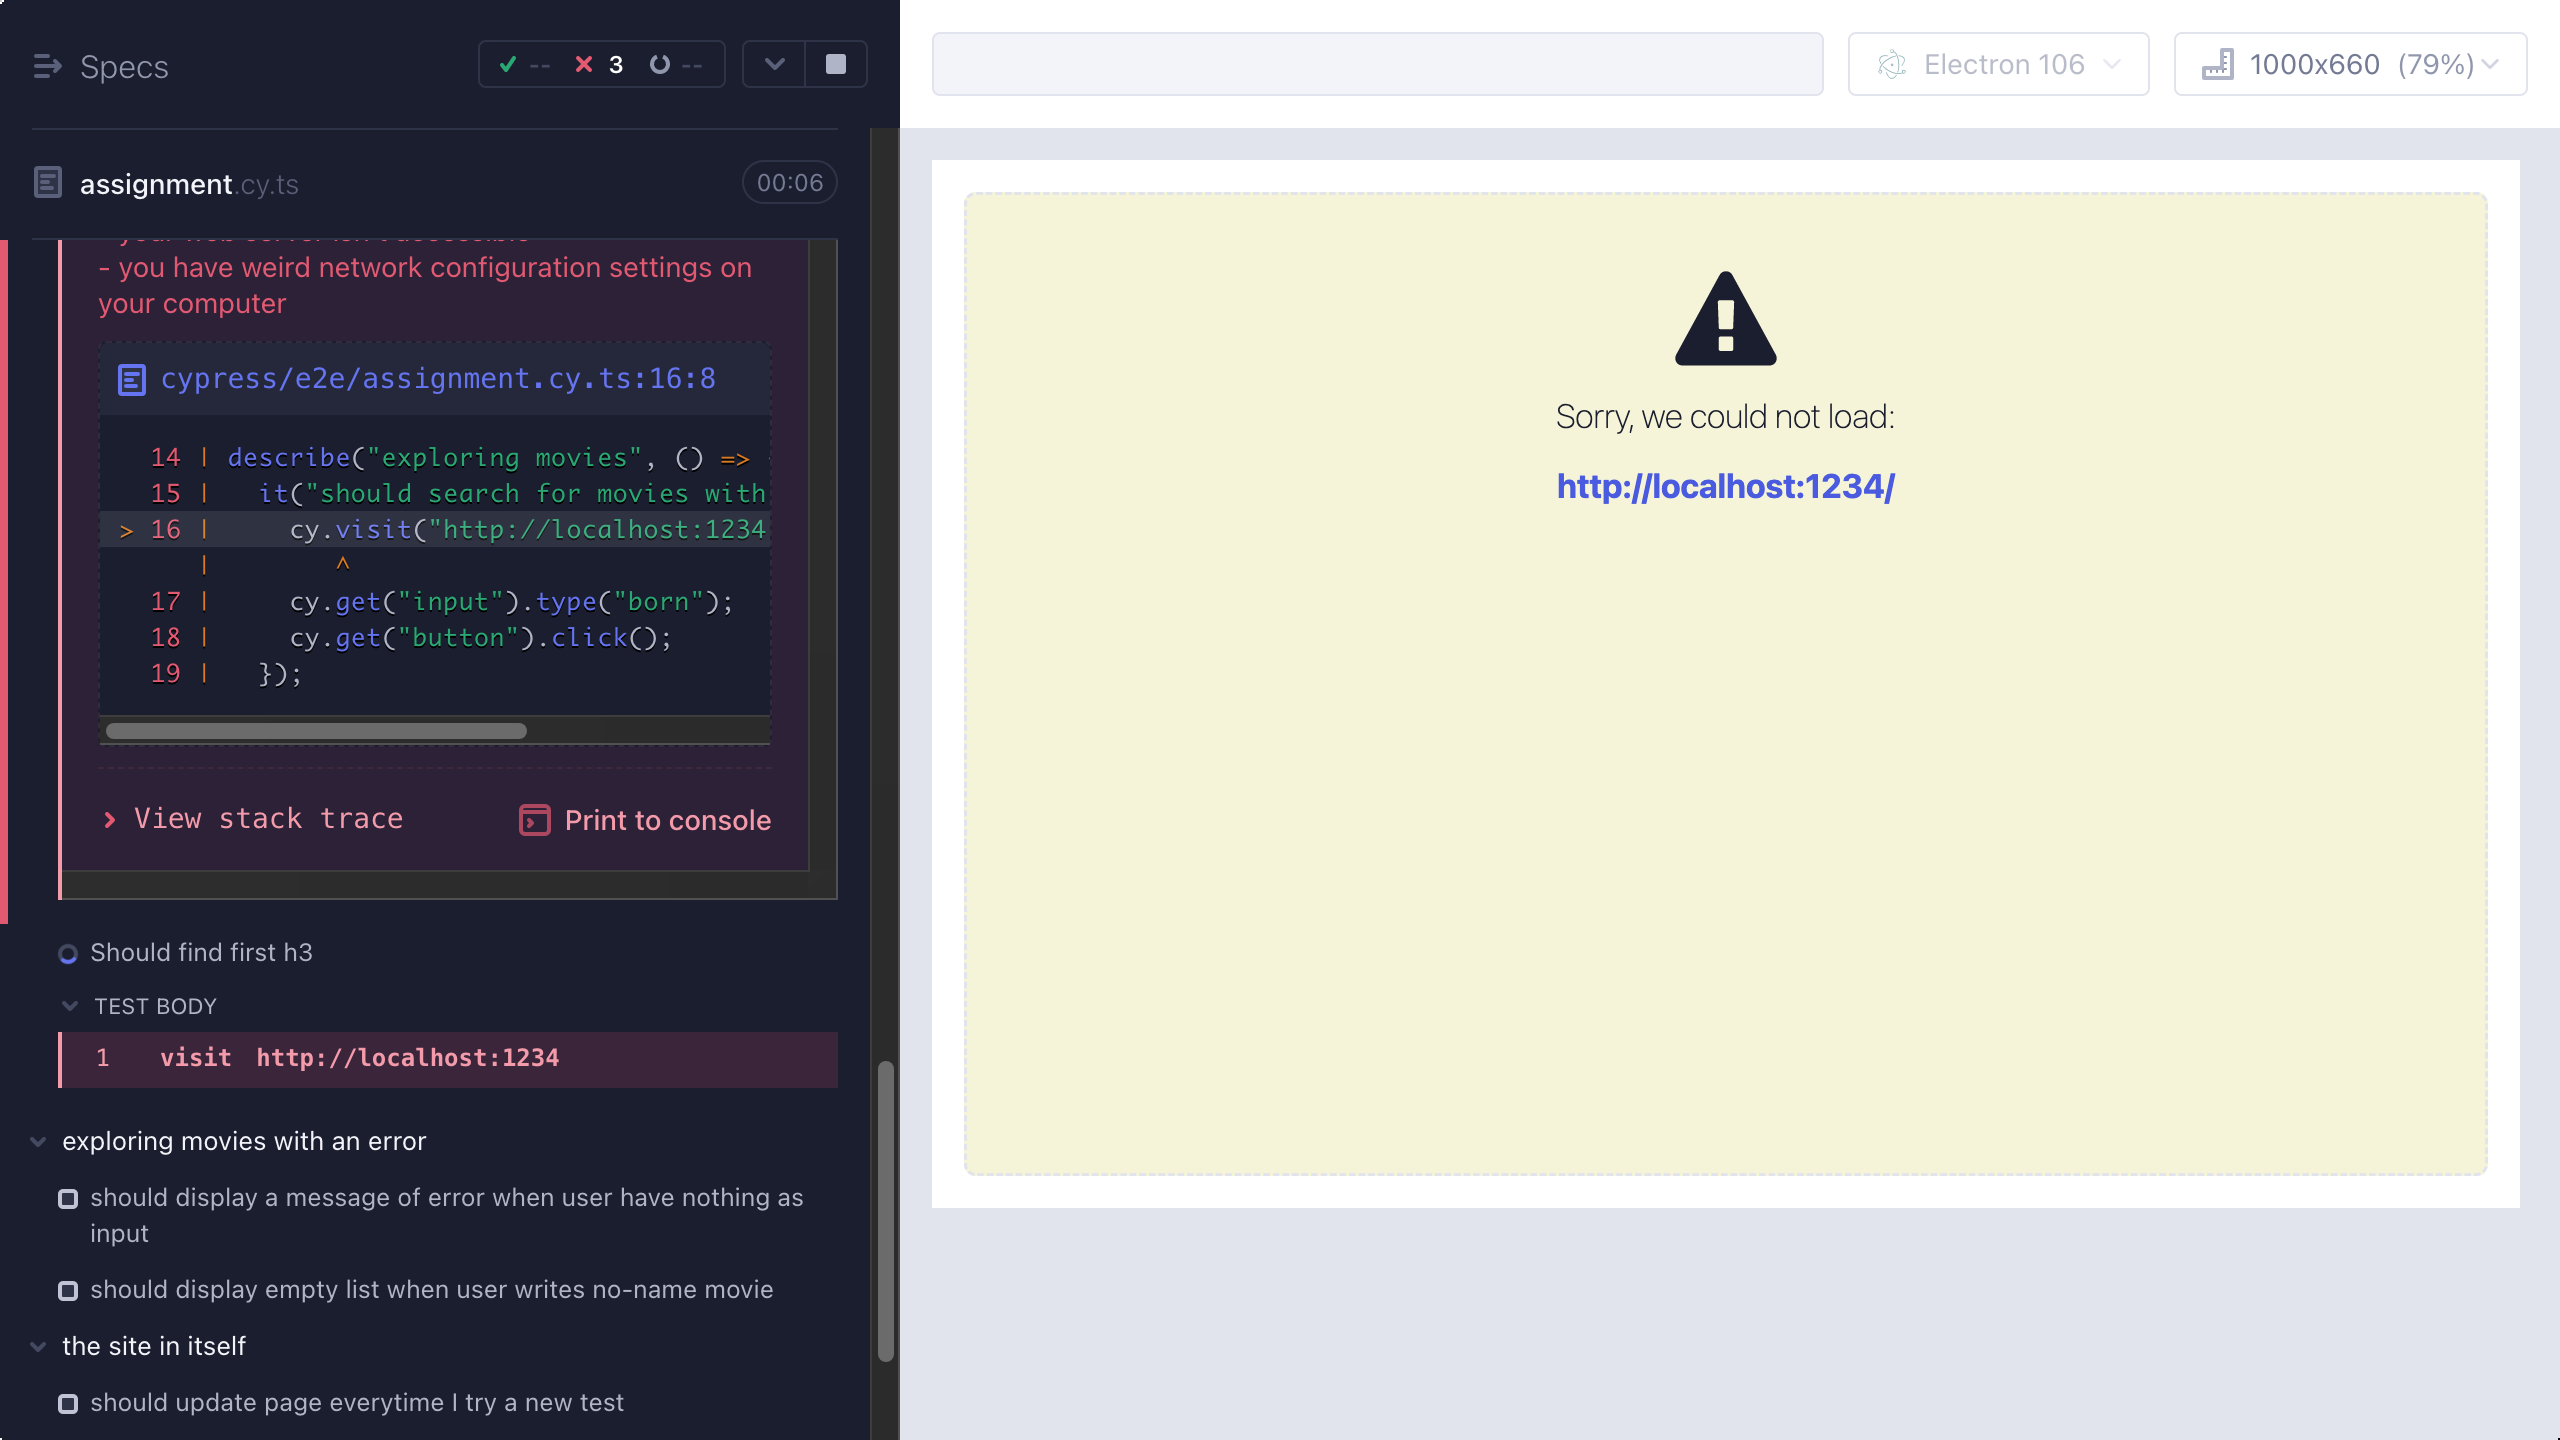 Specs
-- 3 --
assignment.cy.ts 00:06
- you have weird network configuration settings on
your computer
cypress/e2e/assignment.cy.ts:16:8
14 | describe("exploring movies", () =>
15 | it("should search for movies with
> 16 | cy.visit("http://localhost:1234
| ^
17 | cy.get("input").type("born");
18 | cy.get("button").click();
19 | });
View stack trace
Print to console
Should find first h3
TEST BODY
1 visit http://localhost:1234
exploring movies with an error
should display a message of error when user have nothing as
input
should display empty list when user writes no-name movie
the site in itself
should update page everytime I try a new test
Electron 106
1000x660 (79%)
Sorry, we could not load:
http://localhost:1234/